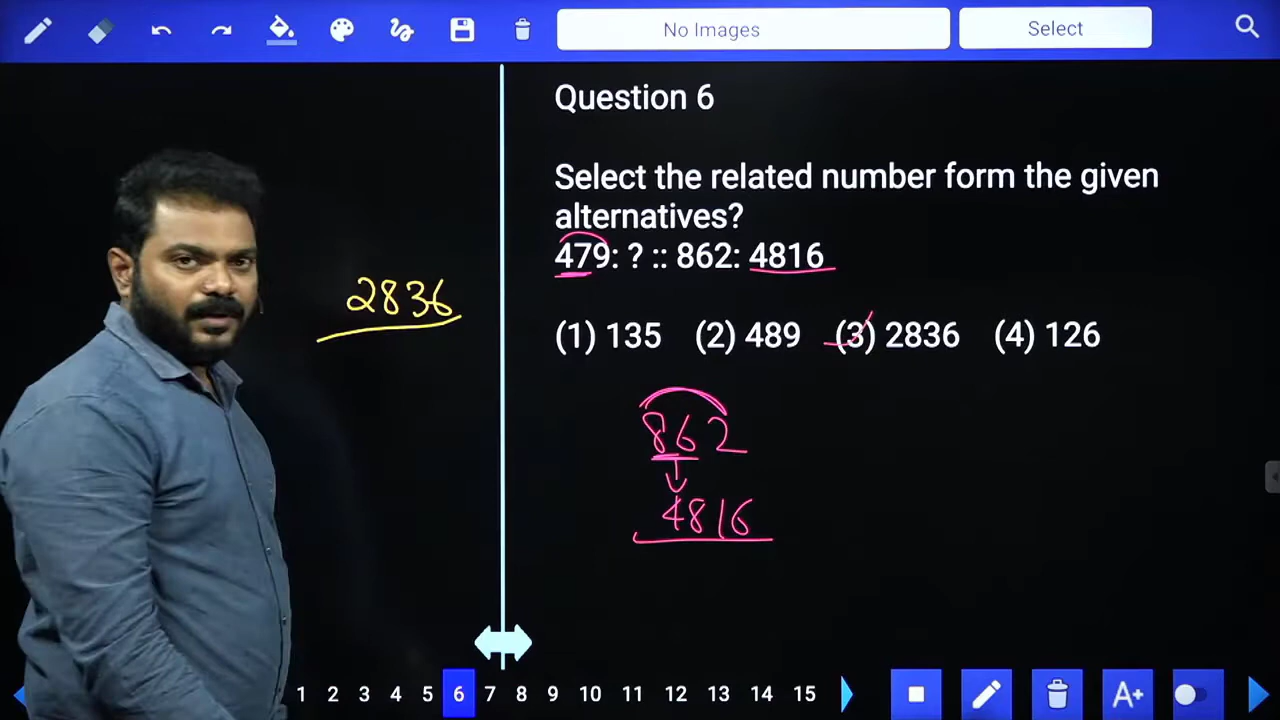 No Images Select
Question 6
Select the related number form the given
alternatives?
479: ? :: 862: 4816
2836
(1) 135 (2) 489 (3) 2836 (4) 126
862
4816
1 2 3 4 5 6 7 8 9 10 11 12 13 14 15 A+